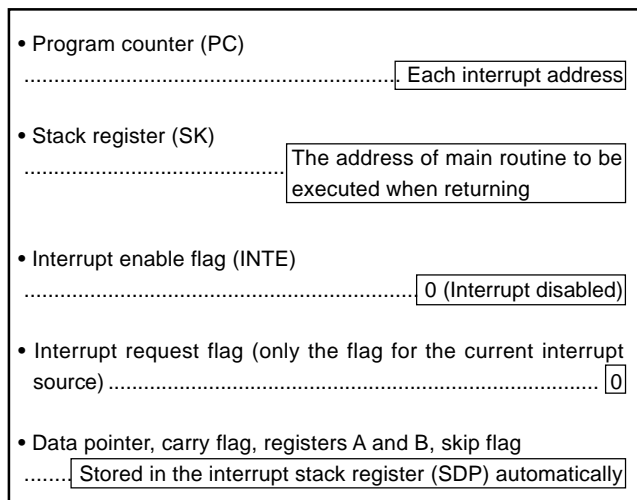 • Program counter (PC)
............................................................... Each interrupt address
• Stack register (SK)
............................................ The address of main routine to be
executed when returning
• Interrupt enable flag (INTE)
.................................................................. 0 (Interrupt disabled)
• Interrupt request flag (only the flag for the current interrupt
source) ................................................................................... 0
• Data pointer, carry flag, registers A and B, skip flag
........ Stored in the interrupt stack register (SDP) automatically